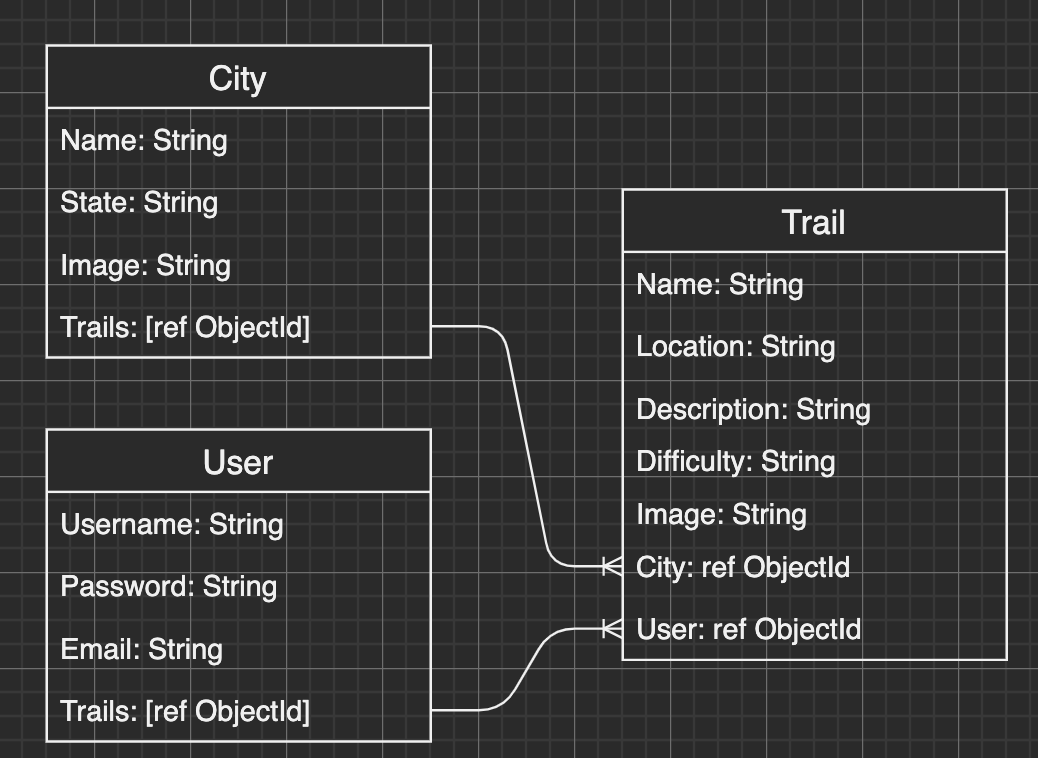 City
Name: String
State: String
Image: String
Trails: [ref ObjectId]
User
Username: String
Password: String
Email: String
Trails: [ref ObjectId]
Trail
Name: String
Location: String
Description: String
Difficulty: String
Image: String
City: ref ObjectId
User: ref ObjectId